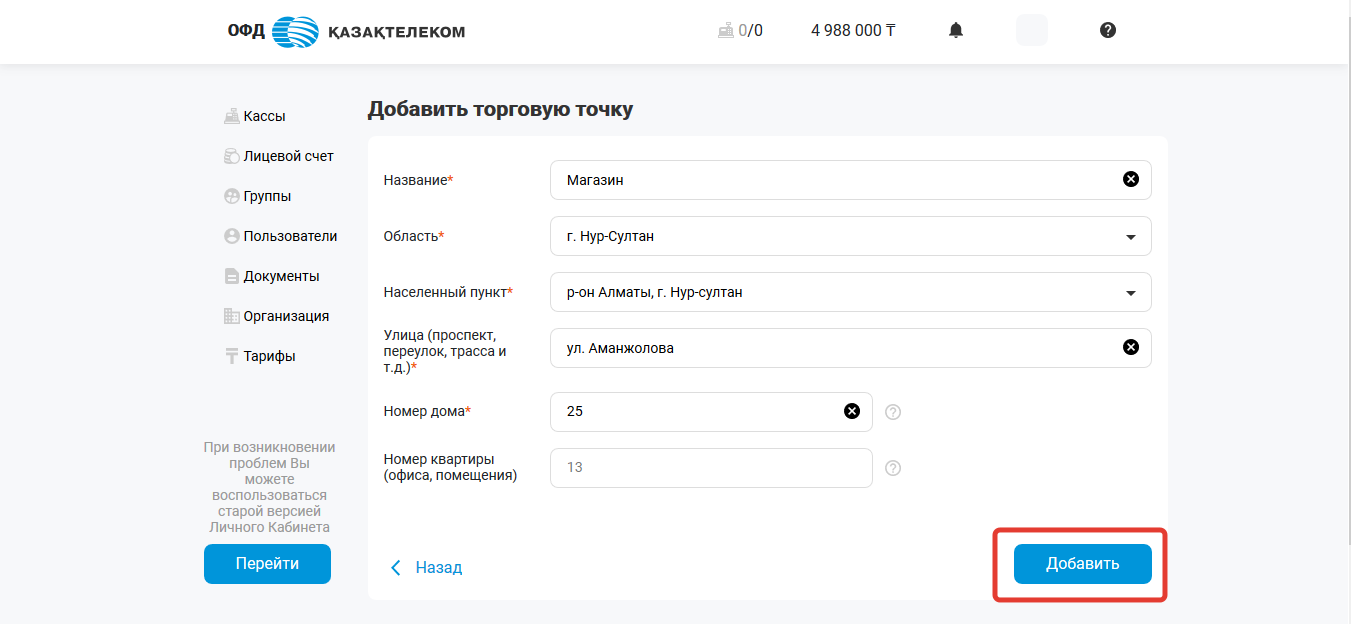 ОФД ҚАЗАҚТЕЛЕКОМ
0/0
4 988 000 ₸
Кассы
Лицевой счет
Группы
Пользователи
Документы
Организация
Тарифы
При возникновении
проблем Вы
можете
воспользоваться
старой версией
Личного Кабинета
Перейти
Добавить торговую точку
Название*
Магазин
Область*
г. Нур-Султан
Населенный пункт*
р-он Алматы, г. Нур-султан
Улица (проспект,
переулок, трасса и
т.д.)*
ул. Аманжолова
Номер дома*
25
Номер квартиры
(офиса, помещения)
13
Назад
Добавить